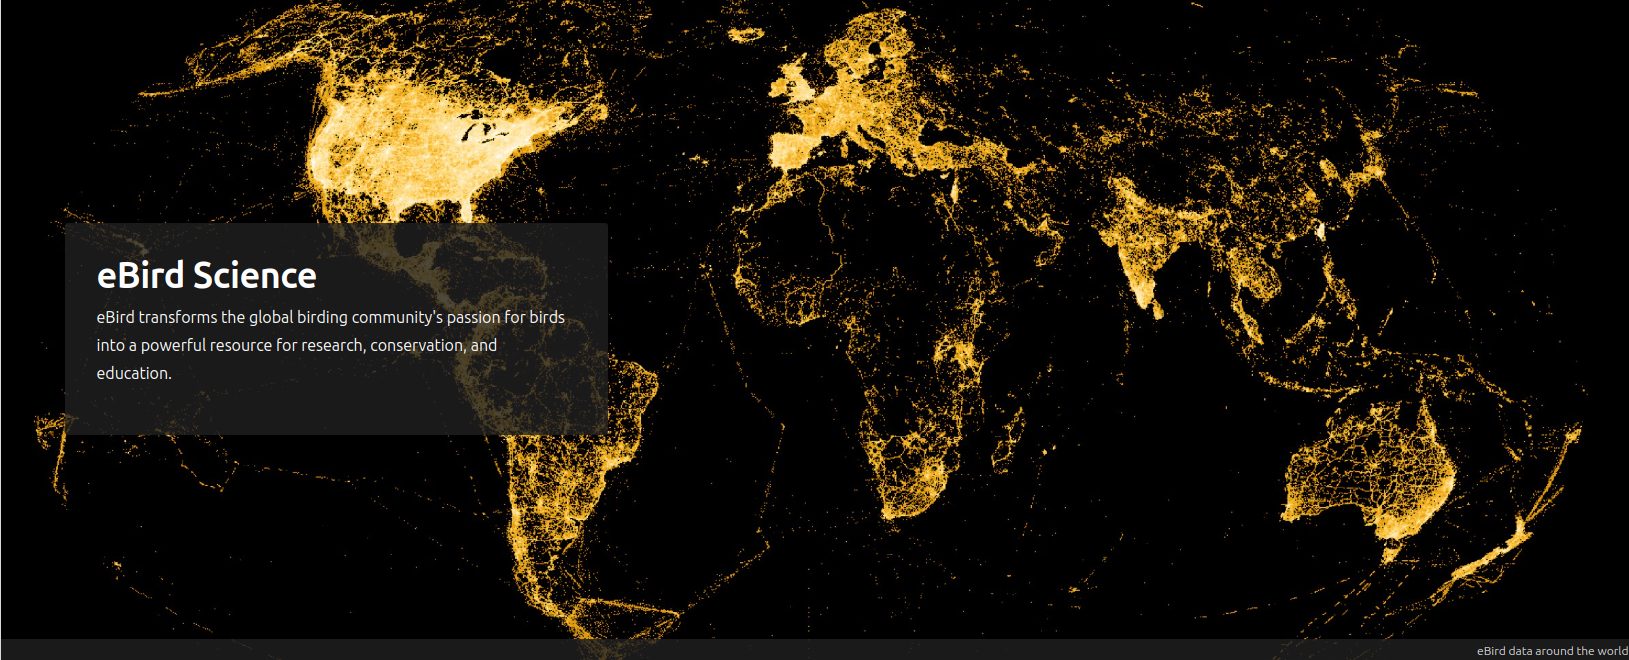 eBird Science
eBird transforms the global birding community's passion for birds
into a powerful resource for research, conservation, and
education.
eBird data around the world